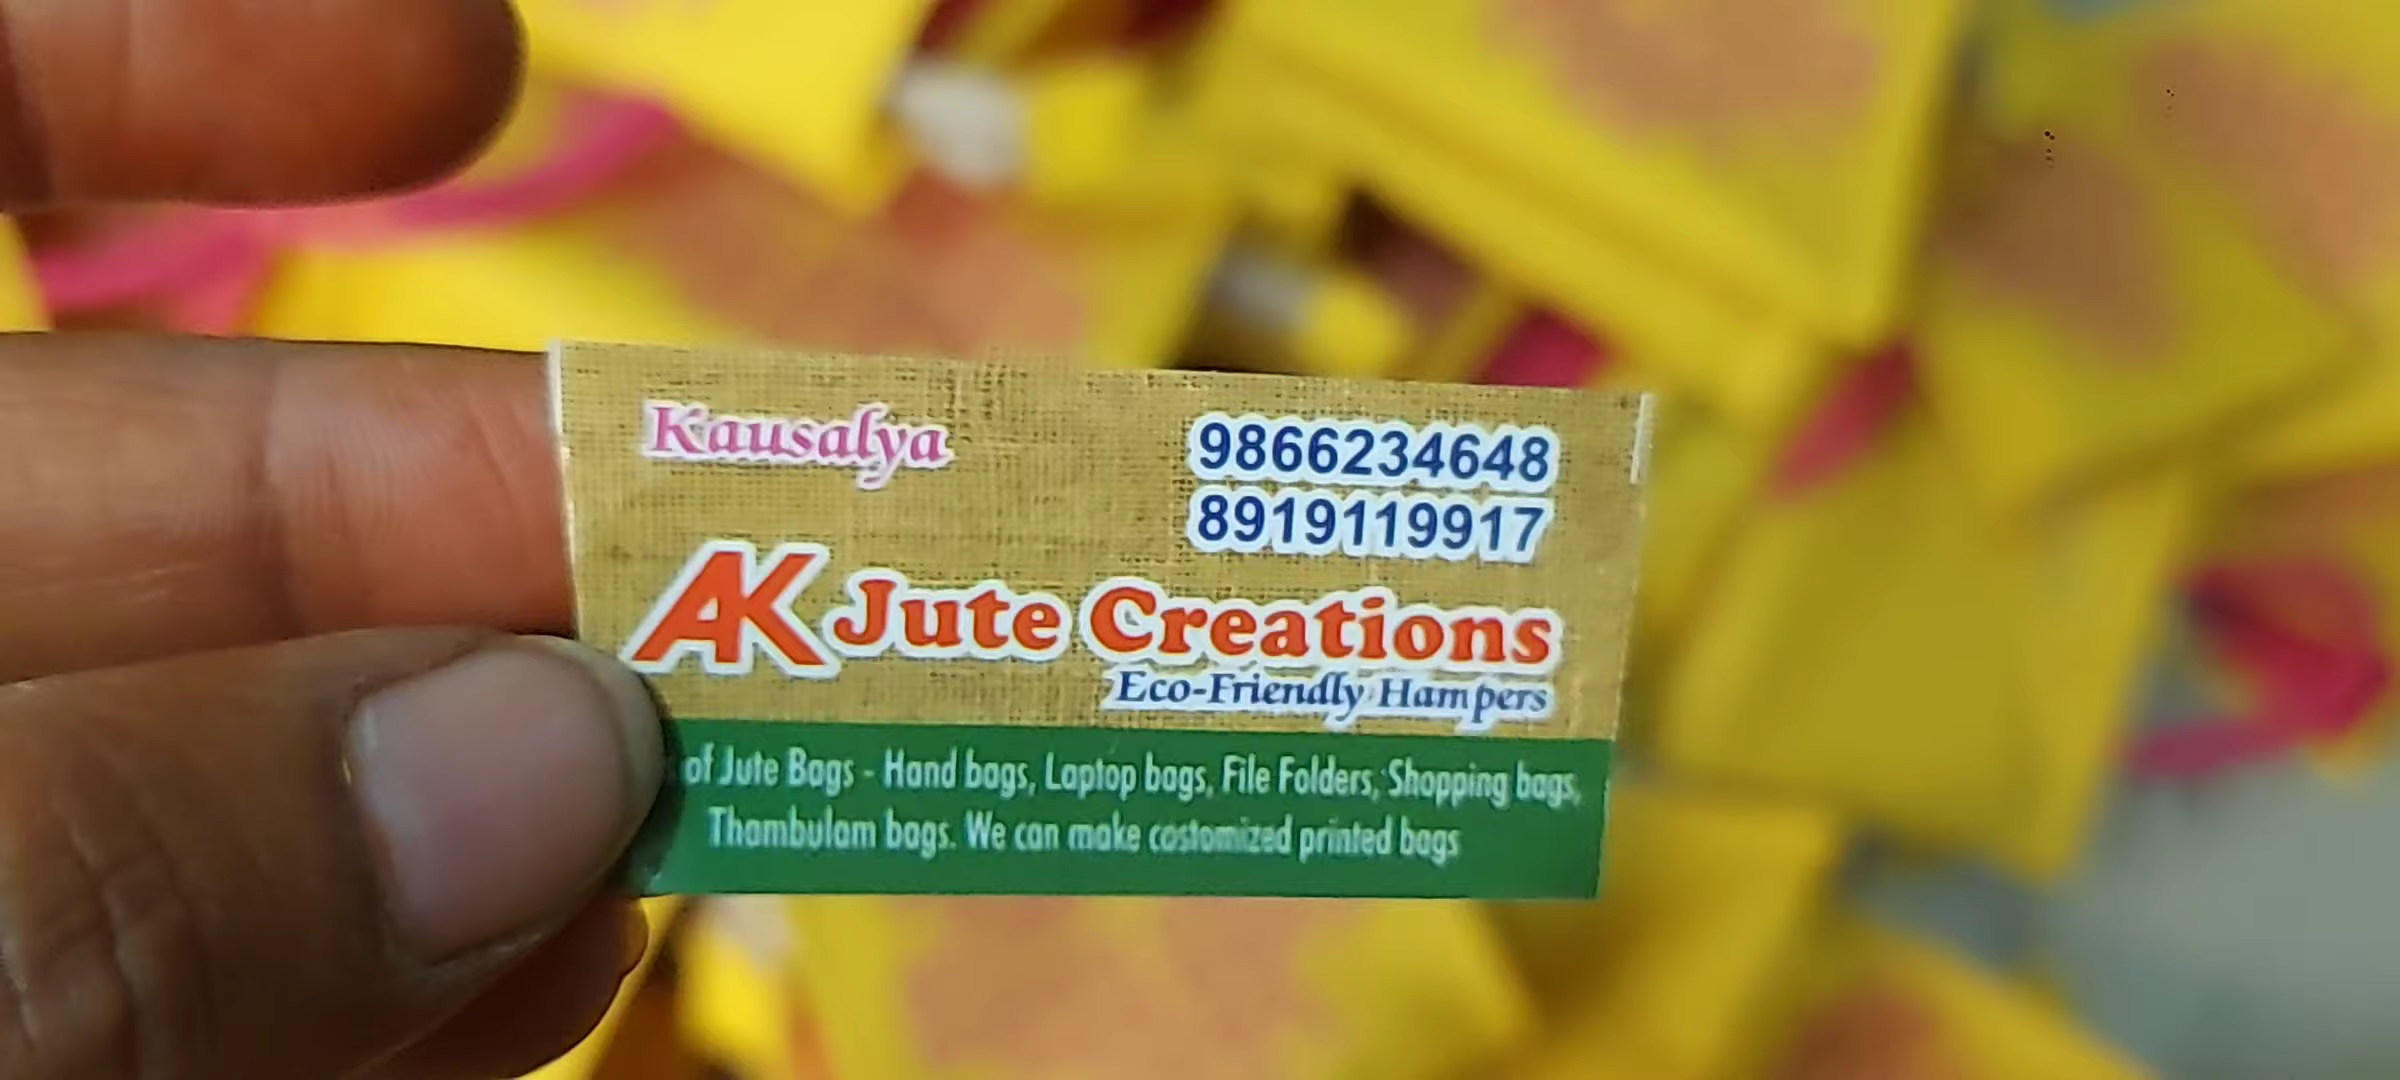 Kausalya
9866234648
8919119917
AK Jute Creations
Eco-Friendly Hampers
of Jute Bags - Hand bags, Laptop bags, File Folders, Shopping bags,
Thambulam bags. We can make costomized printed bags